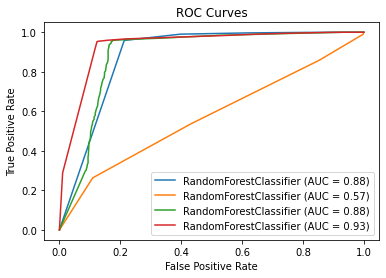 ROC Curves
True Positive Rate
1.0
0.8
0.6
0.4
0.2
0.0
RandomForestClassifier (AUC = 0.88)
RandomForestClassifier (AUC = 0.57)
RandomForestClassifier (AUC = 0.88)
RandomForestClassifier (AUC = 0.93)
0.0 0.2 0.4 0.6 0.8 1.0
False Positive Rate